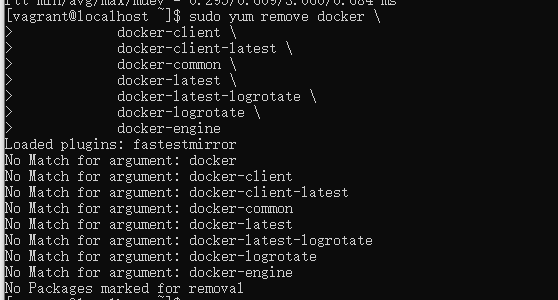 rtt min/avg/max/mdev = 0.295/0.609/3.060/0.684 ms
[vagrant@localhost ~]$ sudo yum remove docker \
> docker-client \
> docker-client-latest \
> docker-common \
> docker-latest \
> docker-latest-logrotate \
> docker-logrotate \
> docker-engine
Loaded plugins: fastestmirror
No Match for argument: docker
No Match for argument: docker-client
No Match for argument: docker-client-latest
No Match for argument: docker-common
No Match for argument: docker-latest
No Match for argument: docker-latest-logrotate
No Match for argument: docker-logrotate
No Match for argument: docker-engine
No Packages marked for removal